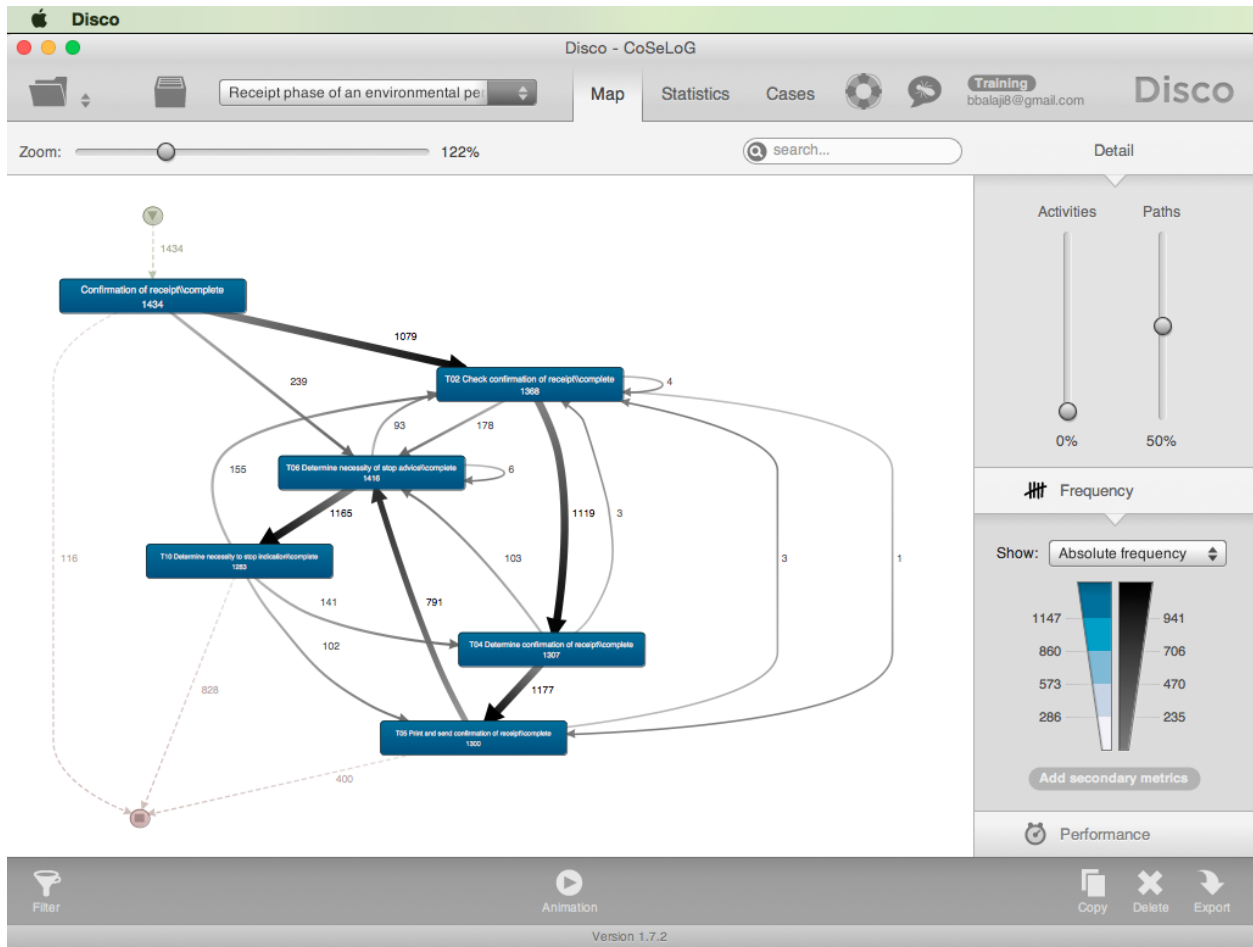 Disco
Disco - CoSeLoG
Receipt phase of an environmental per
Map
Statistics
Cases
Training
bbalaji8@gmail.com
Disco
Zoom:
122%
search...
Detail
Activities
Paths
0%
50%
Frequency
Show:
Absolute frequency
1147
941
860
706
573
470
286
235
Add secondary metrics
Performance
1434
Confirmation of receipt\\complete
1434
1079
239
T02 Check confirmation of receipt\\complete
1368
4
93
178
155
T06 Determine necessity of stop advice\\complete
1416
6
1165
1119
3
T10 Determine necessity to stop indication\\complete
1283
116
103
3
1
141
791
102
T04 Determine confirmation of receipt\\complete
1307
828
1177
T05 Print and send confirmation of receipt\\complete
1300
400
Filter
Animation
Copy
Delete
Export
Version 1.7.2